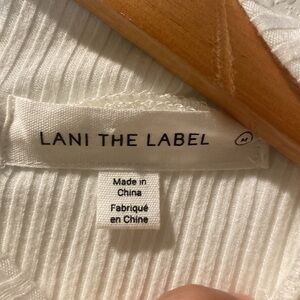 LANI THE LABEL M
Made in
China
Fabriqué
en Chine